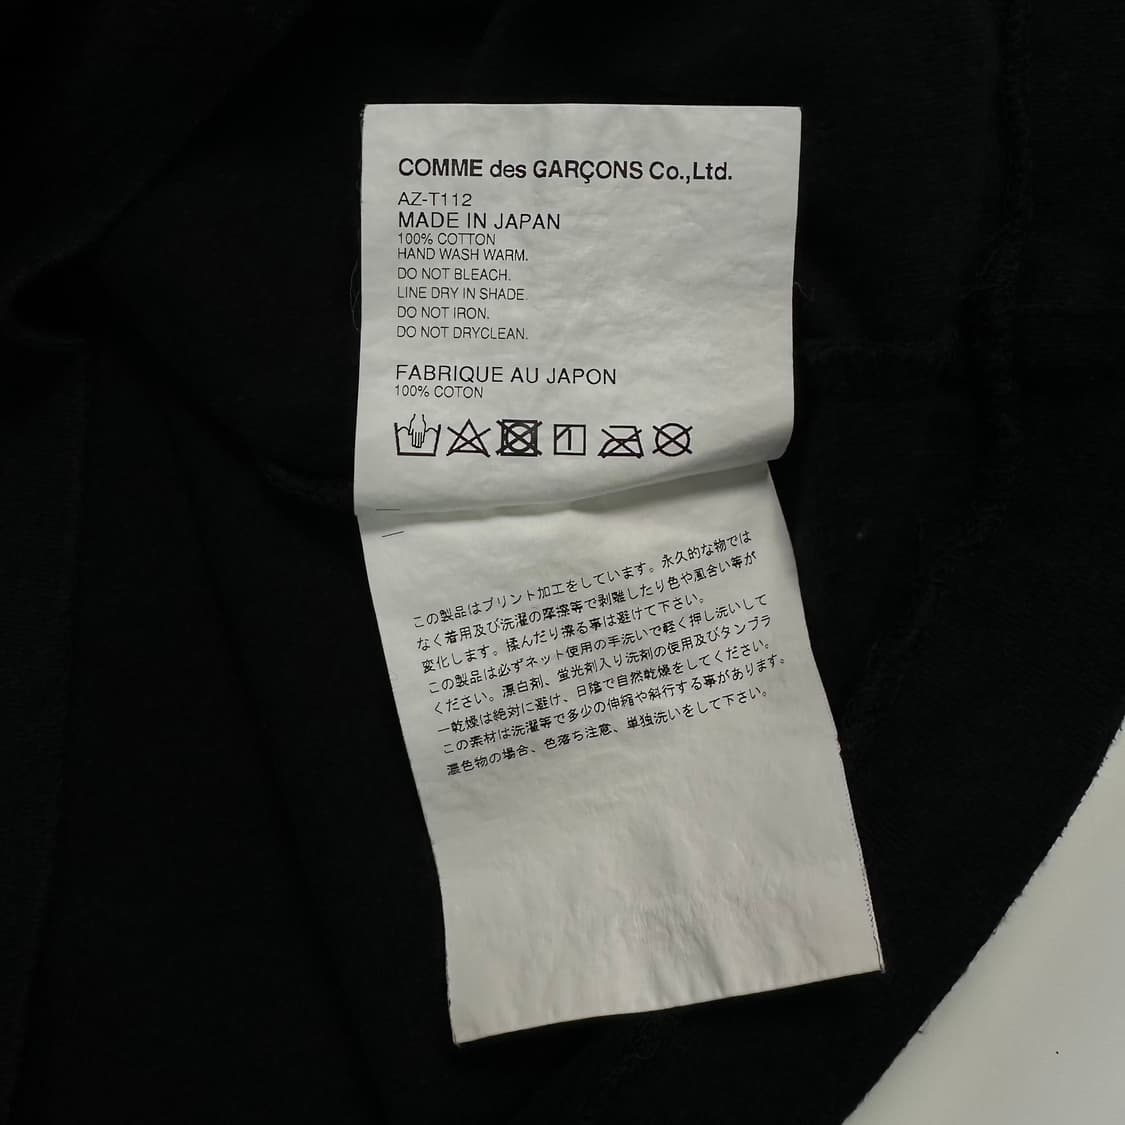 COMME des GARÇONS Co.,Ltd.
AZ-T112
MADE IN JAPAN
100% COTTON
HAND WASH WARM.
DO NOT BLEACH.
LINE DRY IN SHADE.
DO NOT IRON.
DO NOT DRYCLEAN.
FABRIQUE AU JAPON
100% COTON
この製品はプリント加工をしています。永久的な物では
なく着用及び洗濯の摩擦等で剥離したり色や風合い等が
変化します。揉んだり擦る事は避けて下さい。
この製品は必ずネット使用の手洗いで軽く押し洗いして
ください。漂白剤、蛍光剤入り洗剤の使用及びタンブラ
ー乾燥は絶対に避け、日陰で自然乾燥をしてください。
この素材は洗濯等で多少の伸縮や斜行する事があります。
濃色物の場合、色落ち注意、単独洗いをして下さい。